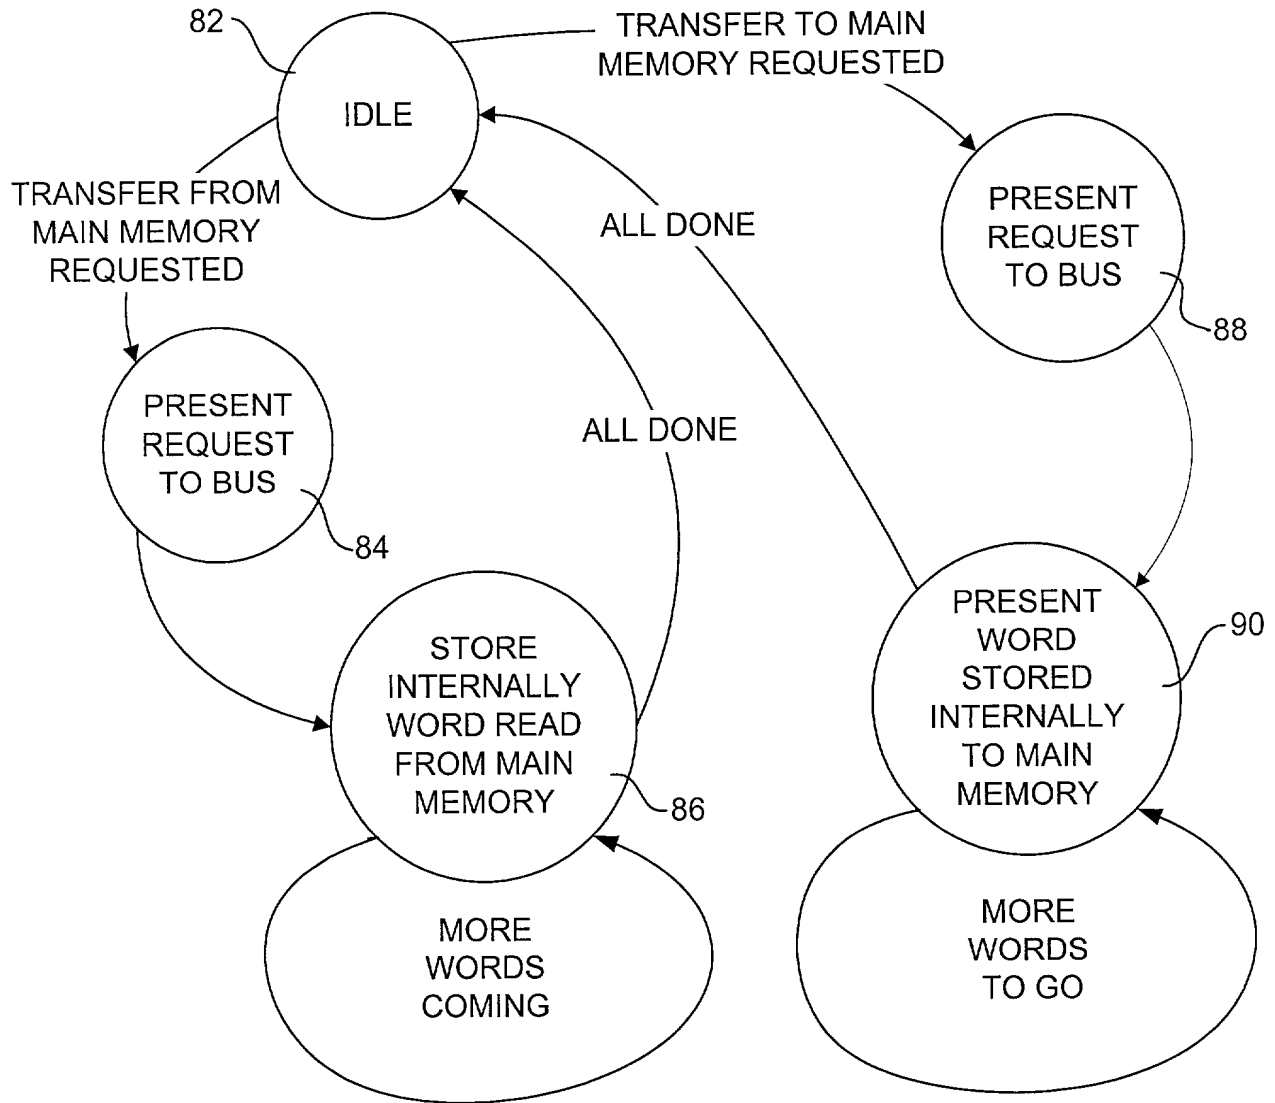 82
TRANSFER TO MAIN
MEMORY REQUESTED
IDLE
TRANSFER FROM
MAIN MEMORY
REQUESTED
ALL DONE
PRESENT
REQUEST
TO BUS
88
PRESENT
REQUEST
TO BUS
84
ALL DONE
STORE
INTERNALLY
WORD READ
FROM MAIN
MEMORY
86
PRESENT
WORD
STORED
INTERNALLY
TO MAIN
MEMORY
90
MORE
WORDS
COMING
MORE
WORDS
TO GO